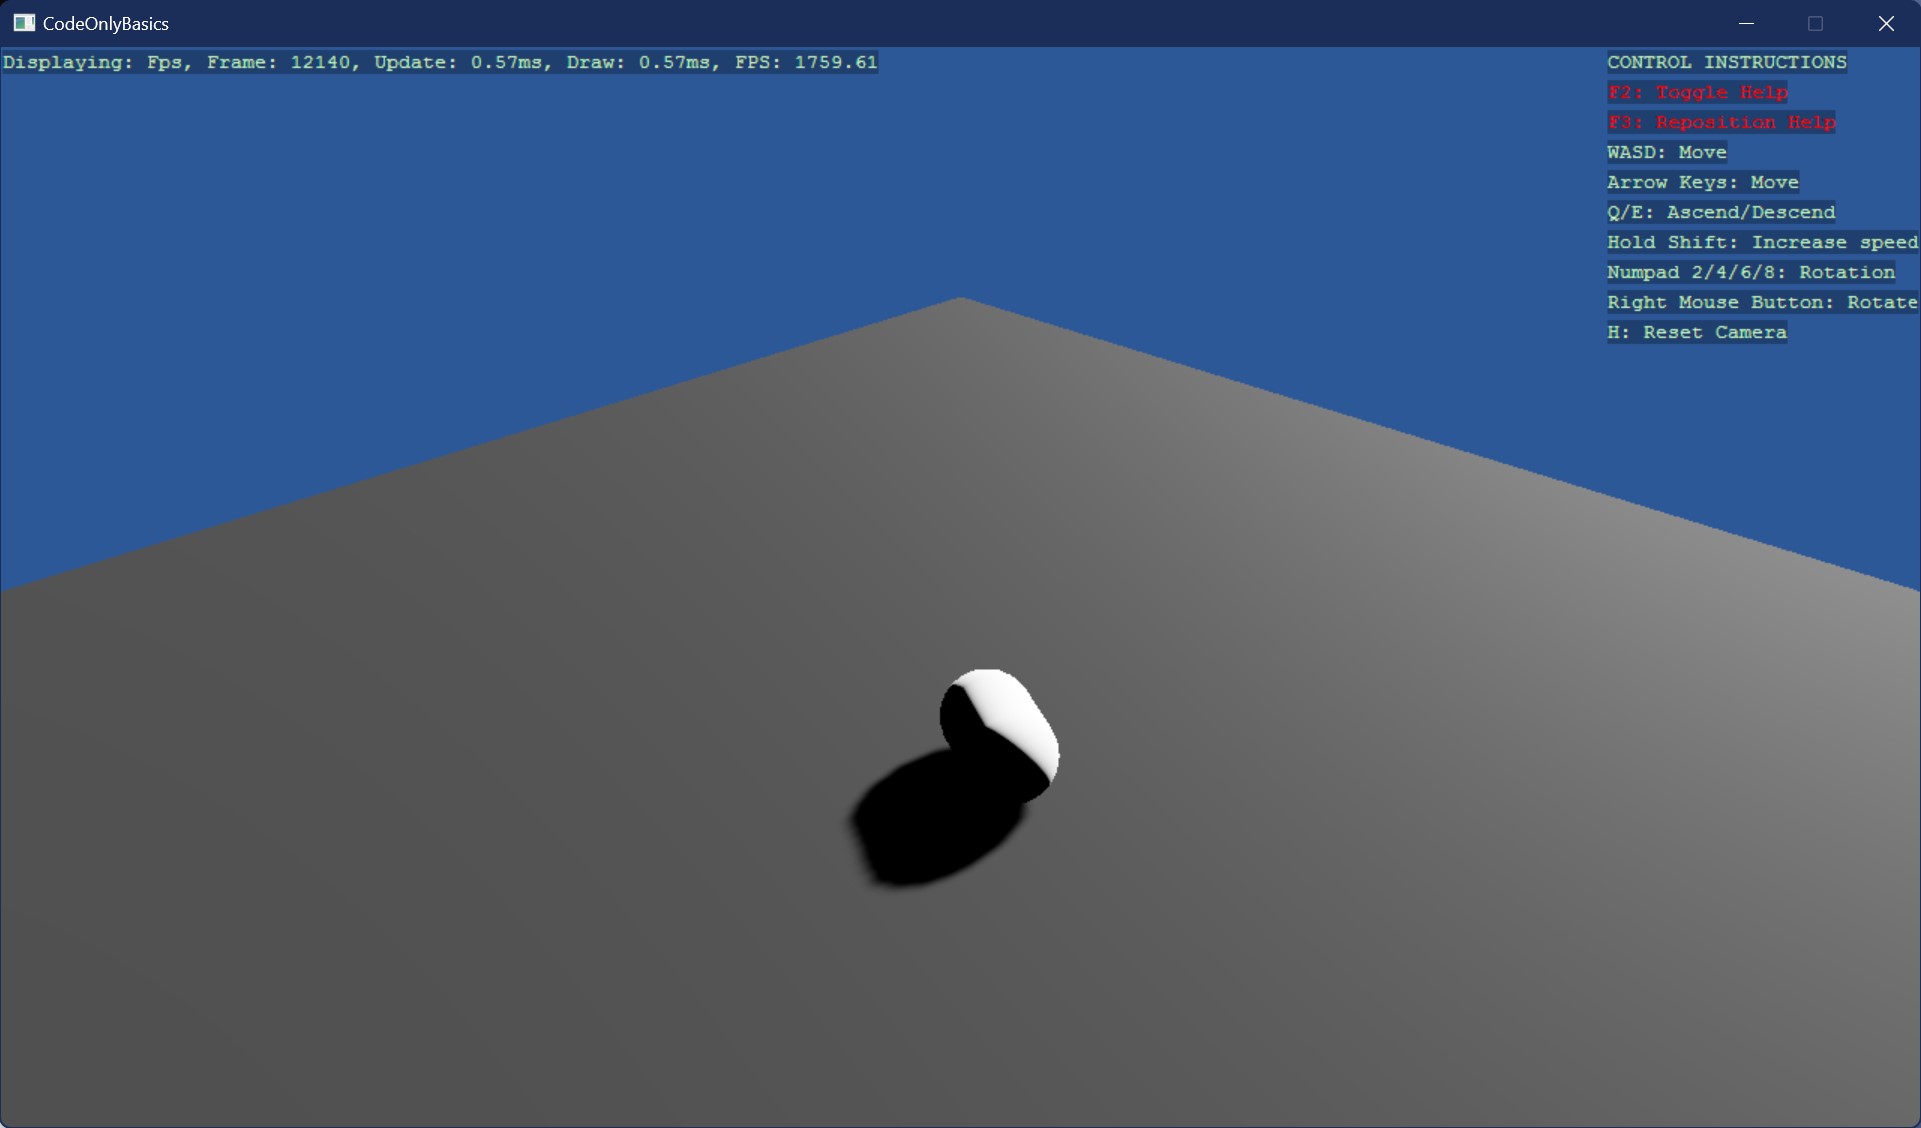 CodeOnlyBasics
Displaying: Fps, Frame: 12140, Update: 0.57ms, Draw: 0.57ms, FPS: 1759.61
CONTROL INSTRUCTIONS
F2: Toggle Help
F3: Reposition Help
WASD: Move
Arrow Keys: Move
Q/E: Ascend/Descend
Hold Shift: Increase speed
Numpad 2/4/6/8: Rotation
Right Mouse Button: Rotate
H: Reset Camera